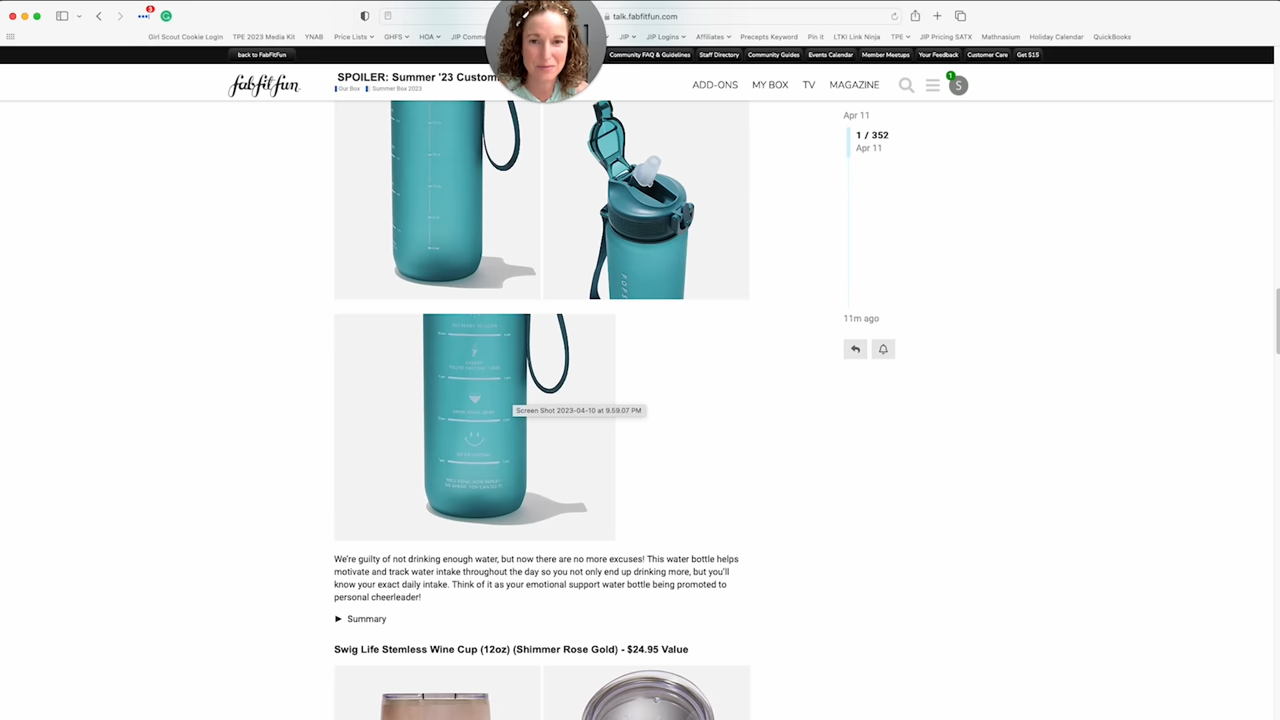 talk.fabfitfun.com
Girl Scout Cookie Login TPE 2023 Media Kit YNAB Price Lists GHFS HOA JIP Comm JIP JIP Logins Affiliates Precepts Keyword Pin it LTKI Link Ninja TPE JIP Pricing SATX Mathnasium Holiday Calendar QuickBooks
back to FabFitFun Community FAQ & Guidelines Staff Directory Community Guides Events Calendar Member Meetups Your Feedback Customer Care Get $15
fabfitfun SPOILER: Summer '23 Custom ADD-ONS MY BOX TV MAGAZINE 1 S
Our Box Summer Box 2023
Apr 11
1 / 352
Apr 11
11m ago
Screen Shot 2023-04-10 at 9.59.07 PM
We're guilty of not drinking enough water, but now there are no more excuses! This water bottle helps
motivate and track water intake throughout the day so you not only end up drinking more, but you'll
know your exact daily intake. Think of it as your emotional support water bottle being promoted to
personal cheerleader!
Summary
Swig Life Stemless Wine Cup (12oz) (Shimmer Rose Gold) - $24.95 Value